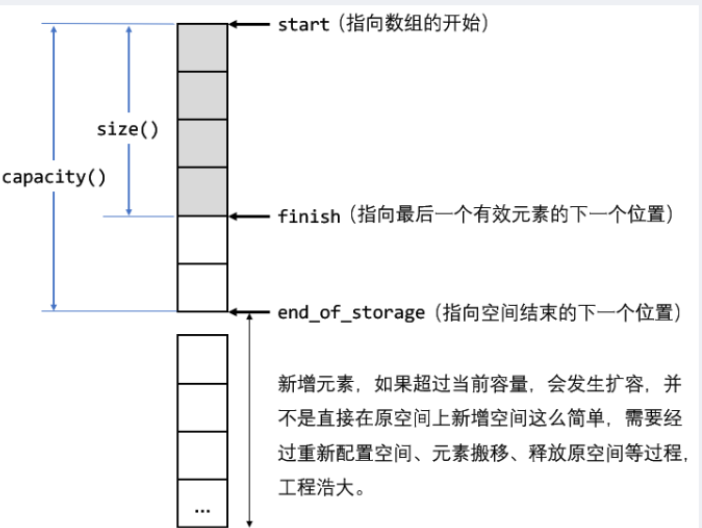 start（指向数组的开始）
size()
capacity()
finish（指向最后一个有效元素的下一个位置）
end_of_storage（指向空间结束的下一个位置）
新增元素，如果超过当前容量，会发生扩容，并
不是直接在原空间上新增空间这么简单，需要经
过重新配置空间、元素搬移、释放原空间等过程，
工程浩大。
...